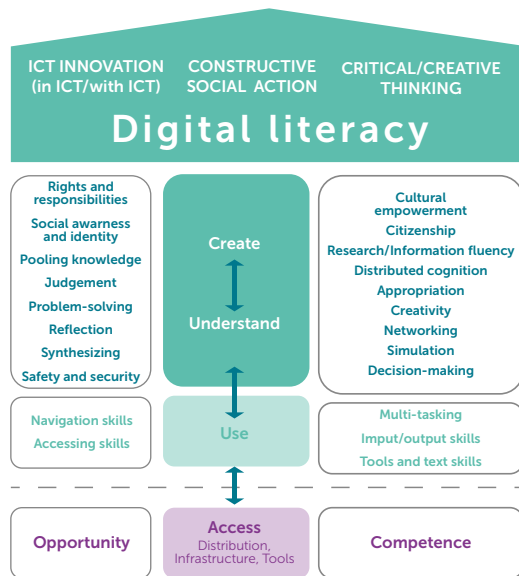 ICT INNOVATION
(in ICT/with ICT)
CONSTRUCTIVE
SOCIAL ACTION
CRITICAL/CREATIVE
THINKING
Digital literacy
Rights and
responsibilities
Social awarness
and identity
Pooling knowledge
Judgement
Problem-solving
Reflection
Synthesizing
Safety and security
Create
Understand
Cultural
empowerment
Citizenship
Research/Information fluency
Distributed cognition
Appropriation
Creativity
Networking
Simulation
Decision-making
Navigation skills
Accessing skills
Use
Multi-tasking
Imput/output skills
Tools and text skills
Opportunity
Access
Distribution,
Infrastructure, Tools
Competence